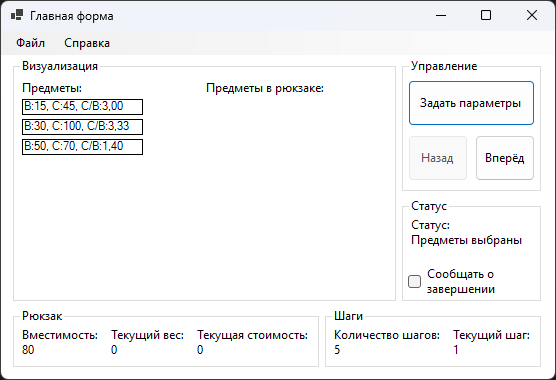 Главная форма
Файл Справка
Визуализация
Предметы: Предметы в рюкзаке:
В:15, С:45, С/В:3,00
В:30, С:100, С/В:3,33
В:50, С:70, С/В:1,40
Управление
Задать параметры
Назад Вперёд
Статус
Статус:
Предметы выбраны
Сообщать о
завершении
Рюкзак
Вместимость: Текущий вес: Текущая стоимость:
80 0 0
Шаги
Количество шагов: Текущий шаг:
5 1